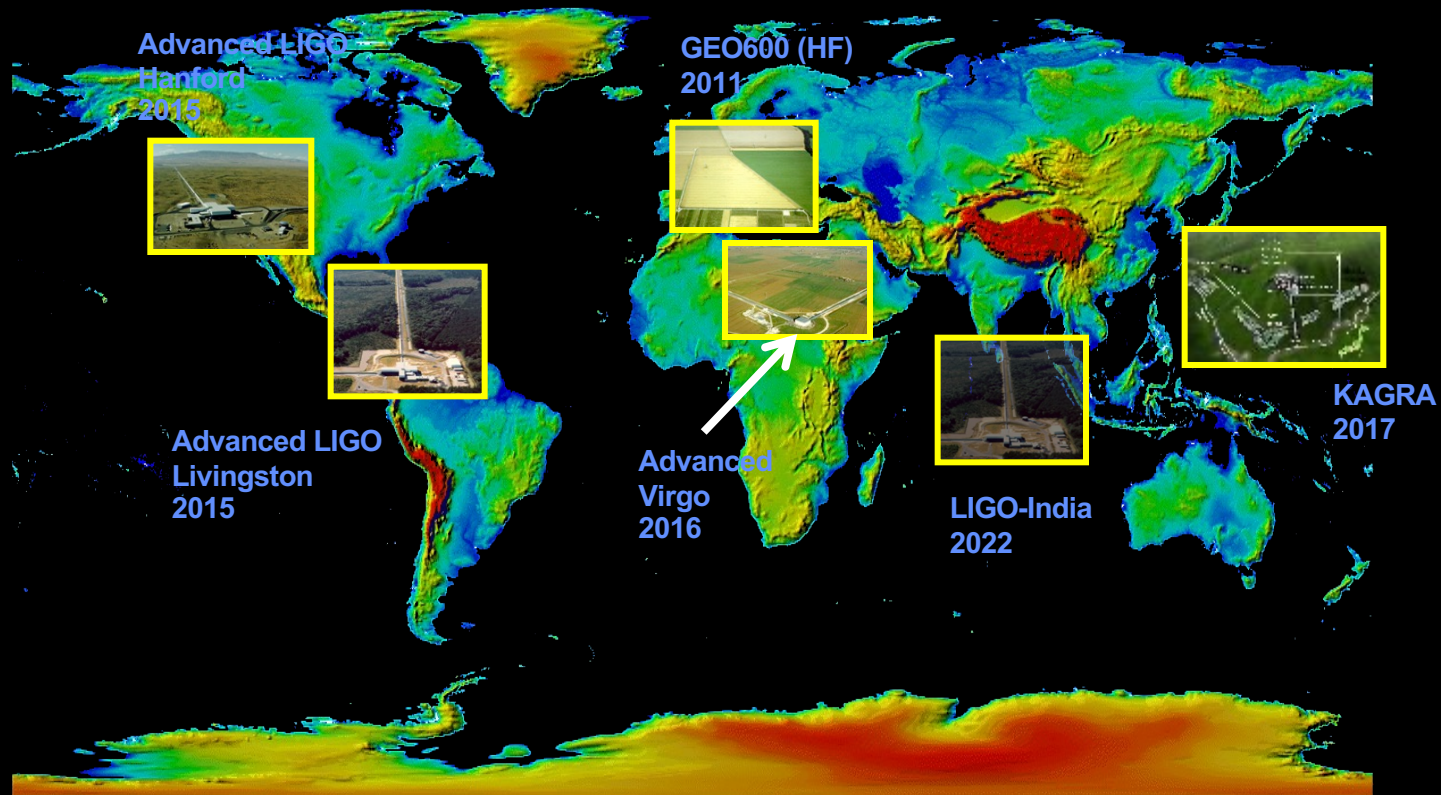 Advanced LIGO
Hanford
2015
GEO600 (HF)
2011
Advanced LIGO
Livingston
2015
Advanced
Virgo
2016
LIGO-India
2022
KAGRA
2017